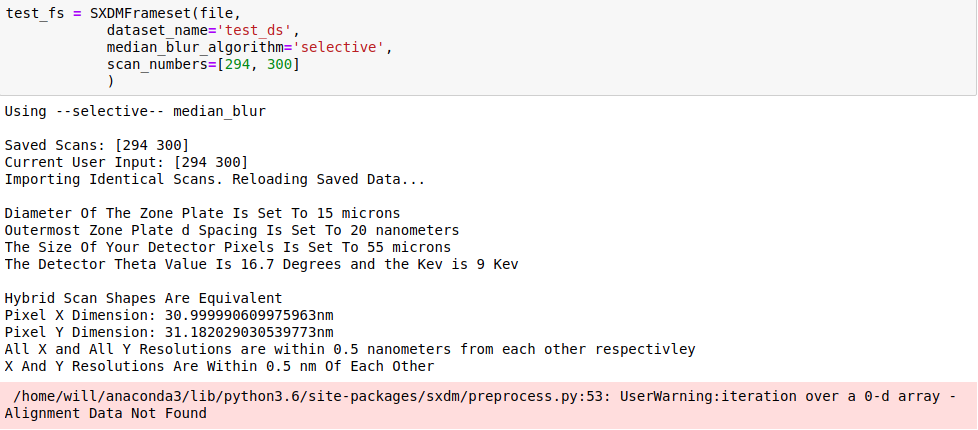 test_fs = SXDMFrameset(file,
            dataset_name='test_ds',
            median_blur_algorithm='selective',
            scan_numbers=[294, 300]
            )
Using --selective-- median_blur
Saved Scans: [294 300]
Current User Input: [294 300]
Importing Identical Scans. Reloading Saved Data...
Diameter Of The Zone Plate Is Set To 15 microns
Outermost Zone Plate d Spacing Is Set To 20 nanometers
The Size Of Your Detector Pixels Is Set To 55 microns
The Detector Theta Value Is 16.7 Degrees and the Kev is 9 Kev
Hybrid Scan Shapes Are Equivalent
Pixel X Dimension: 30.999990609975963nm
Pixel Y Dimension: 31.182029030539773nm
All X and All Y Resolutions are within 0.5 nanometers from each other respectivley
X And Y Resolutions Are Within 0.5 nm Of Each Other
/home/will/anaconda3/lib/python3.6/site-packages/sxdm/preprocess.py:53: UserWarning:iteration over a 0-d array -
Alignment Data Not Found